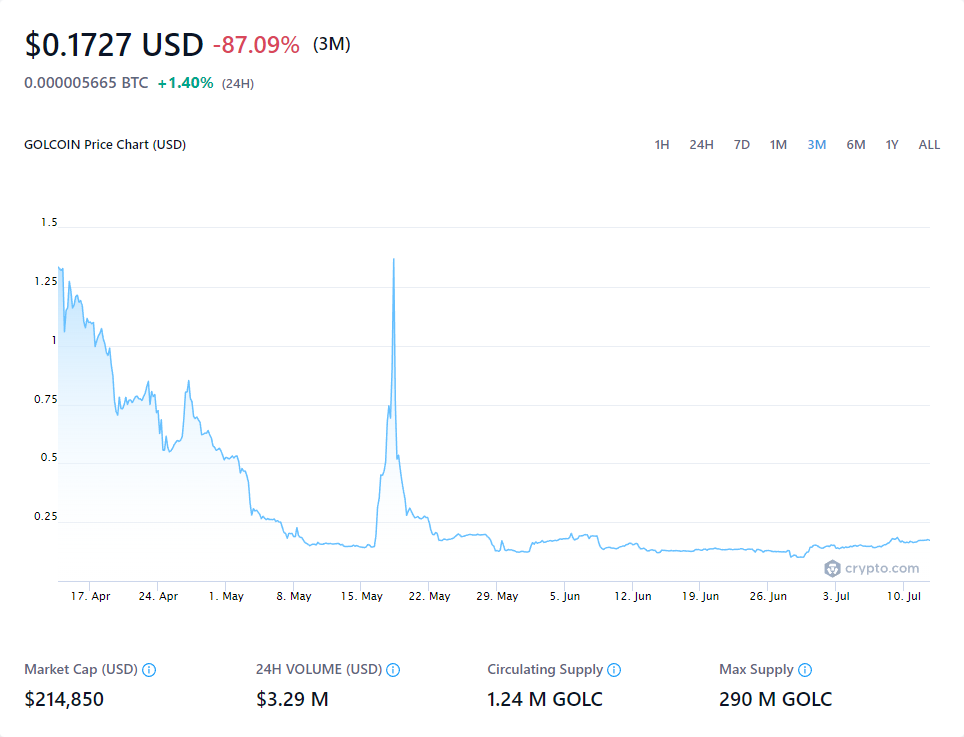 $0.1727 USD -87.09% (3M)
0.000005665 BTC +1.40% (24H)
GOLCOIN Price Chart (USD) 1H 24H 7D 1M 3M 6M 1Y ALL
1.5
1.25
1
0.75
0.5
0.25
crypto.com
17. Apr 24. Apr 1. May 8. May 15. May 22. May 29. May 5. Jun 12. Jun 19. Jun 26. Jun 3. Jul 10. Jul
Market Cap (USD) 24H VOLUME (USD) Circulating Supply Max Supply
$214,850 $3.29 M 1.24 M GOLC 290 M GOLC